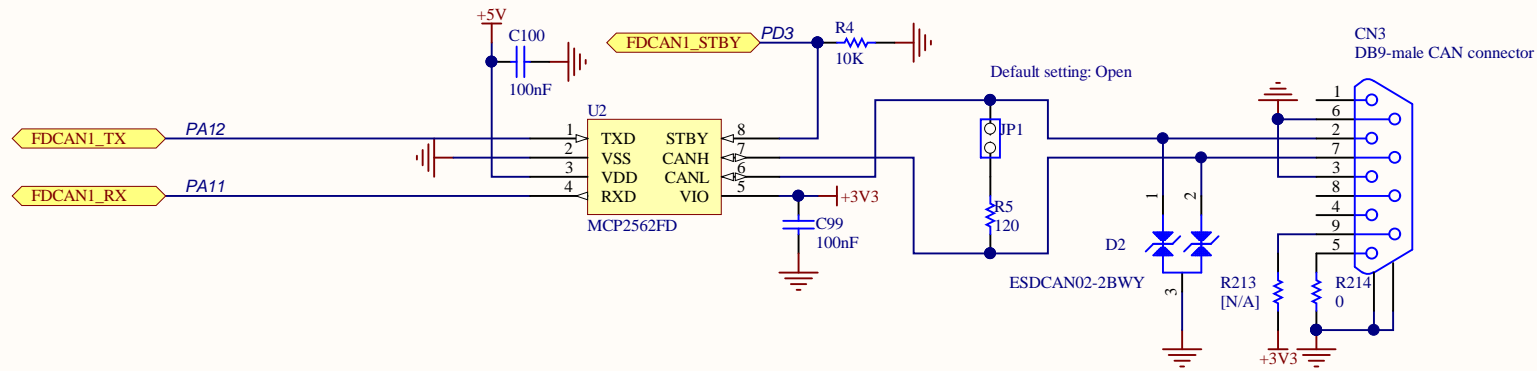 +5V
C100
100nF
FDCAN1_STBY
PD3
R4
10K
CN3
DB9-male CAN connector
Default setting: Open
U2
FDCAN1_TX
PA12
1
TXD
STBY
8
2
VSS
CANH
7
3
VDD
CANL
6
FDCAN1_RX
PA11
4
RXD
VIO
5
MCP2562FD
+3V3
C99
100nF
JP1
R5
120
1
2
D2
3
ESDCAN02-2BWY
1
6
2
7
3
8
4
9
5
R213
[N/A]
R214
0
+3V3